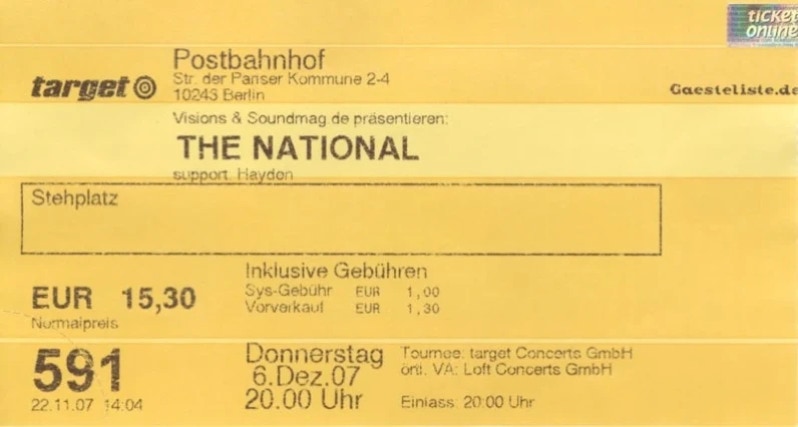 ticket
online
Postbahnhof
target
Str. der Pariser Kommune 2-4
10243 Berlin
Gaesteliste.de
Visions & Soundmag.de präsentieren:
THE NATIONAL
support: Hayden
Stehplatz
Inklusive Gebühren
EUR 15,30
Sys-Gebühr EUR 1,00
Vorverkauf EUR 1,30
Normalpreis
591
Donnerstag
Tournee: target Concerts GmbH
6.Dez.07
örtl. VA: Loft Concerts GmbH
22.11.07 14:04
20.00 Uhr
Einlass: 20:00 Uhr